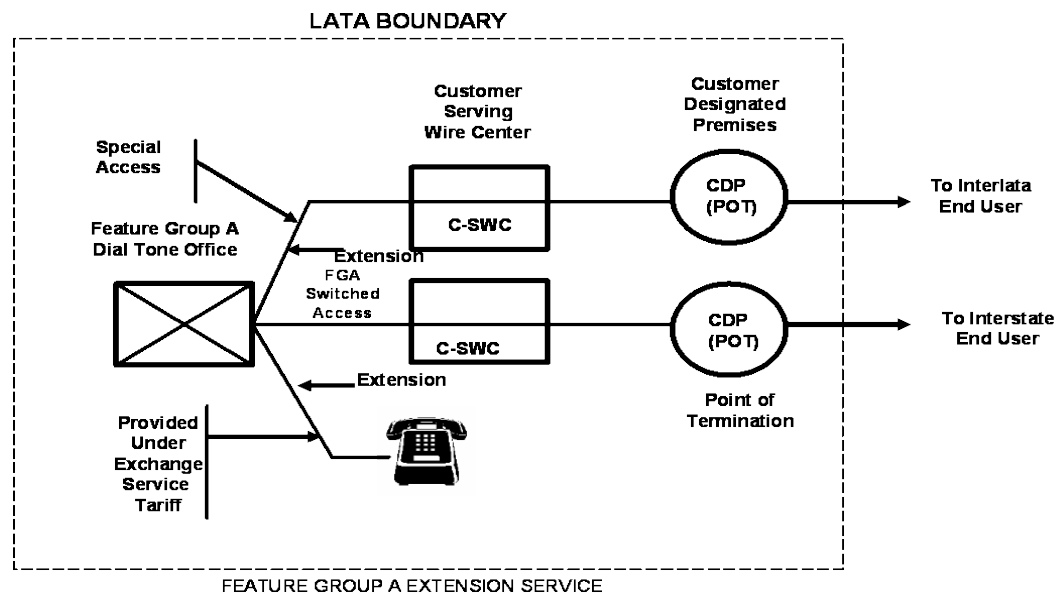 LATA BOUNDARY
Customer
Serving
Wire Center
Customer
Designated
Premises
Special
Access
CDP
(POT)
To Interlata
End User
C-SWC
Feature Group A
Dial Tone Office
Extension
FGA
Switched
Access
CDP
(POT)
To Interstate
End User
C-SWC
Extension
Point of
Termination
Provided
Under
Exchange
Service
Tariff
FEATURE GROUP A EXTENSION SERVICE